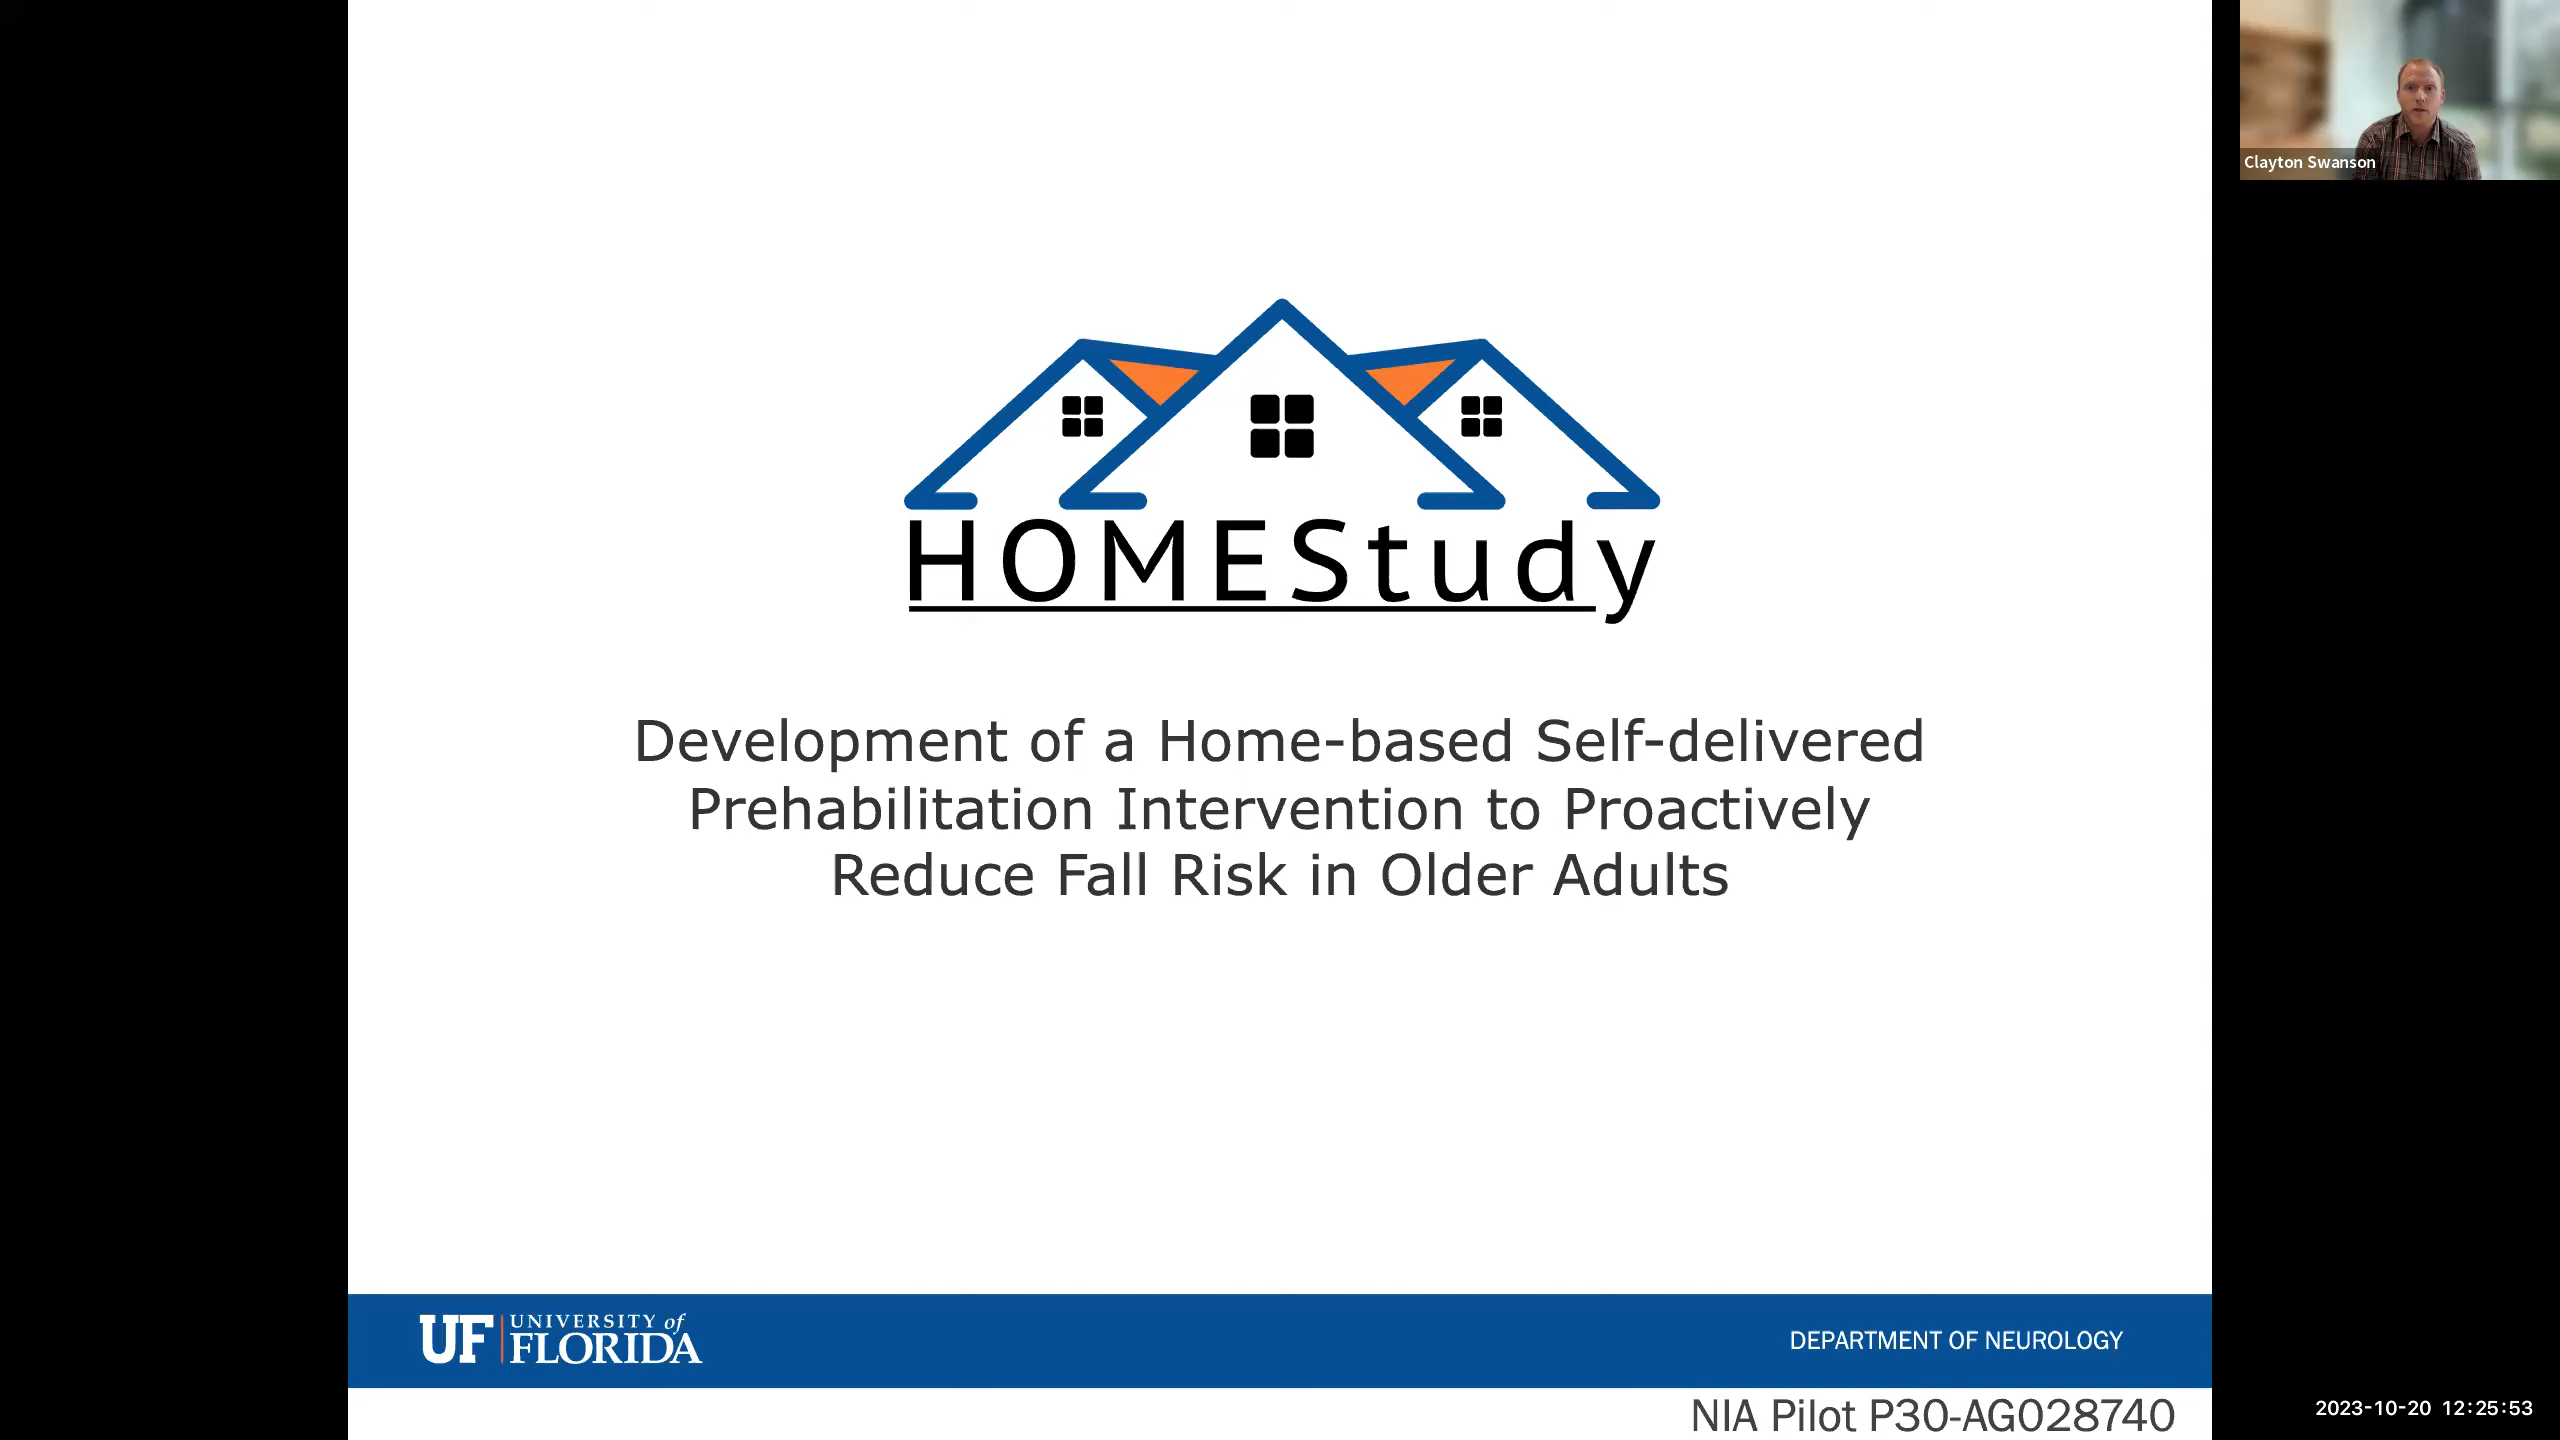 Clayton Swanson
HOMEStudy
Development of a Home-based Self-delivered
Prehabilitation Intervention to Proactively
Reduce Fall Risk in Older Adults
UF UNIVERSITY of
FLORIDA
DEPARTMENT OF NEUROLOGY
NIA Pilot P30-AG028740
2023-10-20 12:25:53